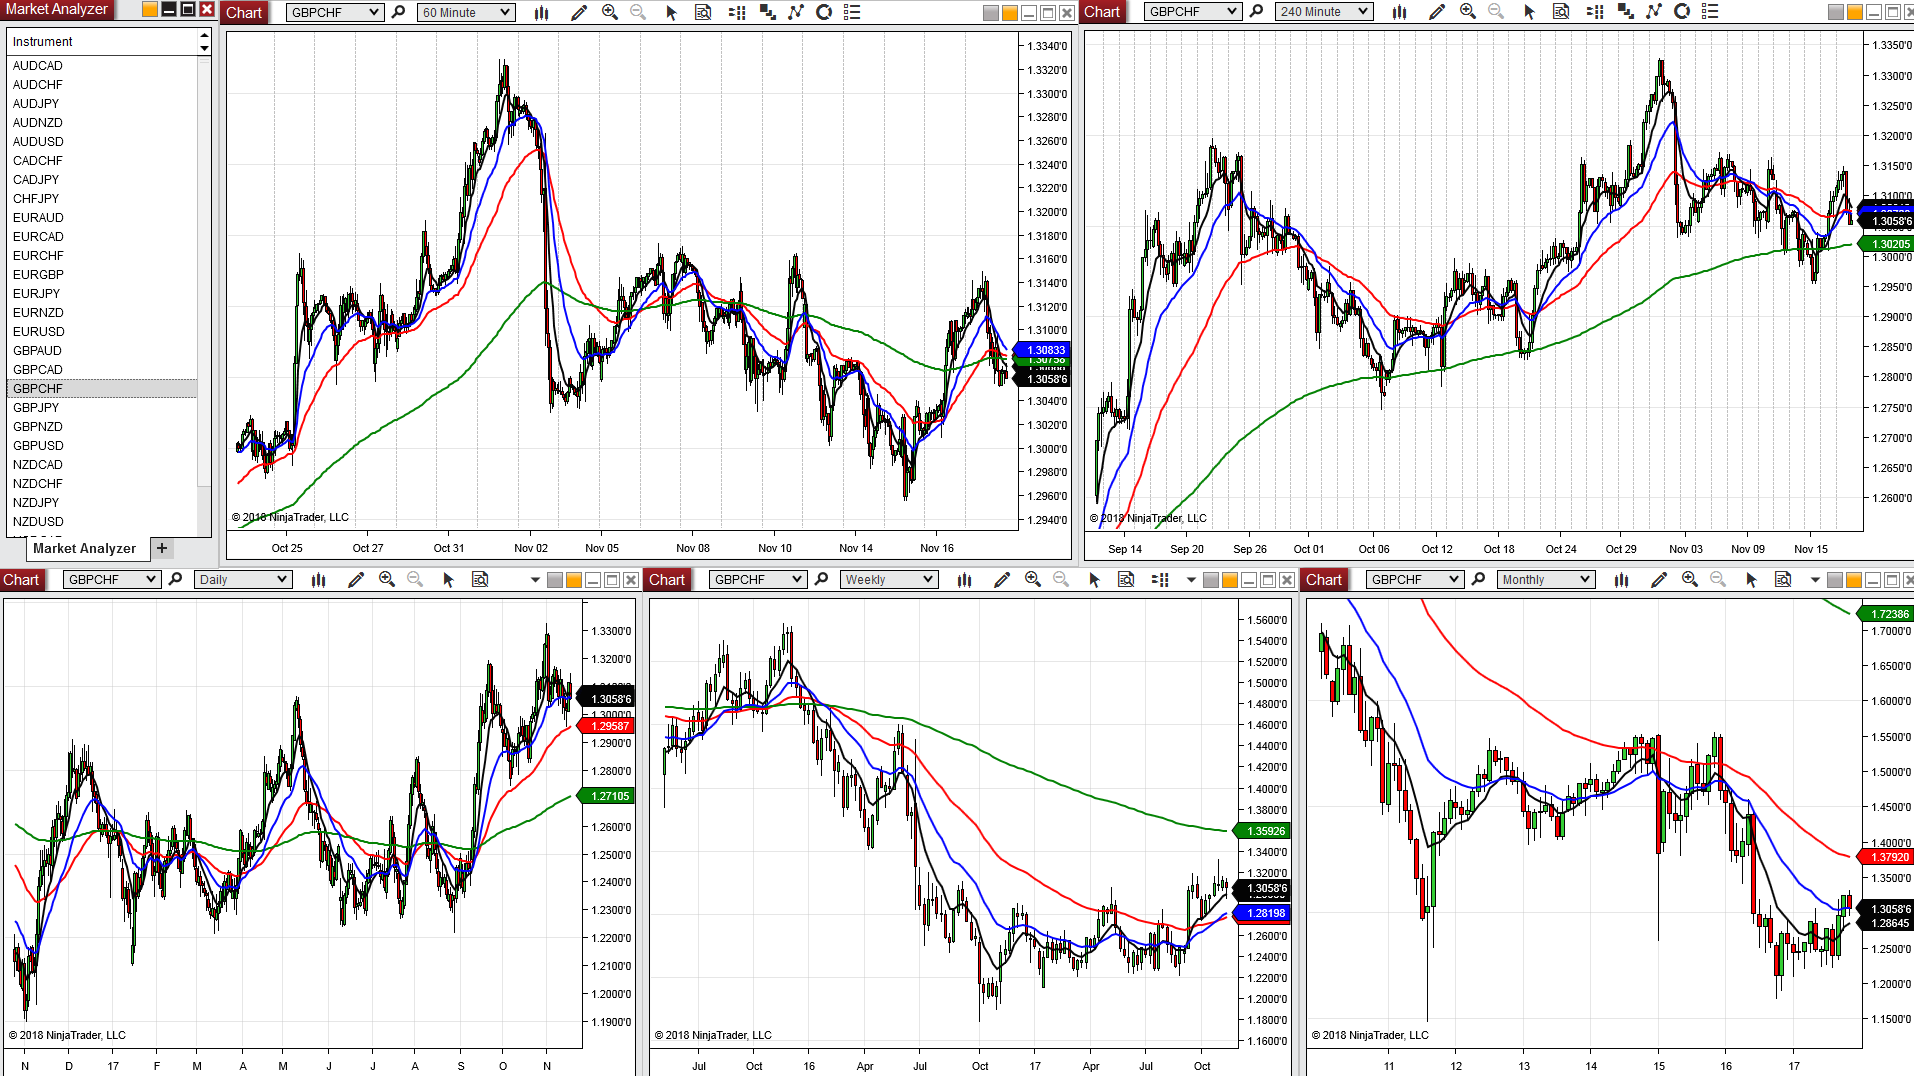 Market Analyzer
Instrument
AUDCAD
AUDCHF
AUDJPY
AUDNZD
AUDUSD
CADCHF
CADJPY
CHFJPY
EURAUD
EURCAD
EURCHF
EURGBP
EURJPY
EURNZD
EURUSD
GBPAUD
GBPCAD
GBPCHF
GBPJPY
GBPNZD
GBPUSD
NZDCAD
NZDCHF
NZDJPY
NZDUSD
Market Analyzer +
Chart GBPCHF 60 Minute
1.3340'0
1.3320'0
1.3300'0
1.3280'0
1.3260'0
1.3240'0
1.3220'0
1.3200'0
1.3180'0
1.3160'0
1.3140'0
1.3120'0
1.3100'0
1.30833
1.30758
1.3058'6
1.3040'0
1.3020'0
1.3000'0
1.2980'0
1.2960'0
1.2940'0
© 2018 NinjaTrader, LLC
Oct 25 Oct 27 Oct 31 Nov 02 Nov 05 Nov 08 Nov 10 Nov 14 Nov 16
Chart GBPCHF 240 Minute
1.3350'0
1.3300'0
1.3250'0
1.3200'0
1.3150'0
1.3100'0
1.3058'6
1.30205
1.3000'0
1.2950'0
1.2900'0
1.2850'0
1.2800'0
1.2750'0
1.2700'0
1.2650'0
1.2600'0
© 2018 NinjaTrader, LLC
Sep 14 Sep 20 Sep 26 Oct 01 Oct 06 Oct 12 Oct 18 Oct 24 Oct 29 Nov 03 Nov 09 Nov 15
Chart GBPCHF Daily
1.3300'0
1.3200'0
1.3058'6
1.3000'0
1.29587
1.2900'0
1.2800'0
1.27105
1.2600'0
1.2500'0
1.2400'0
1.2300'0
1.2200'0
1.2100'0
1.2000'0
1.1900'0
© 2018 NinjaTrader, LLC
N D 17 F M A M J J A S O N
Chart GBPCHF Weekly
1.5600'0
1.5400'0
1.5200'0
1.5000'0
1.4800'0
1.4600'0
1.4400'0
1.4200'0
1.4000'0
1.3800'0
1.35926
1.3400'0
1.3200'0
1.3058'6
1.28198
1.2600'0
1.2400'0
1.2200'0
1.2000'0
1.1800'0
1.1600'0
© 2018 NinjaTrader, LLC
Jul Oct 16 Apr Jul Oct 17 Apr Jul Oct
Chart GBPCHF Monthly
1.72386
1.7000'0
1.6500'0
1.6000'0
1.5500'0
1.5000'0
1.4500'0
1.4000'0
1.37920
1.3500'0
1.3058'6
1.28645
1.2500'0
1.2000'0
1.1500'0
© 2018 NinjaTrader, LLC
11 12 13 14 15 16 17